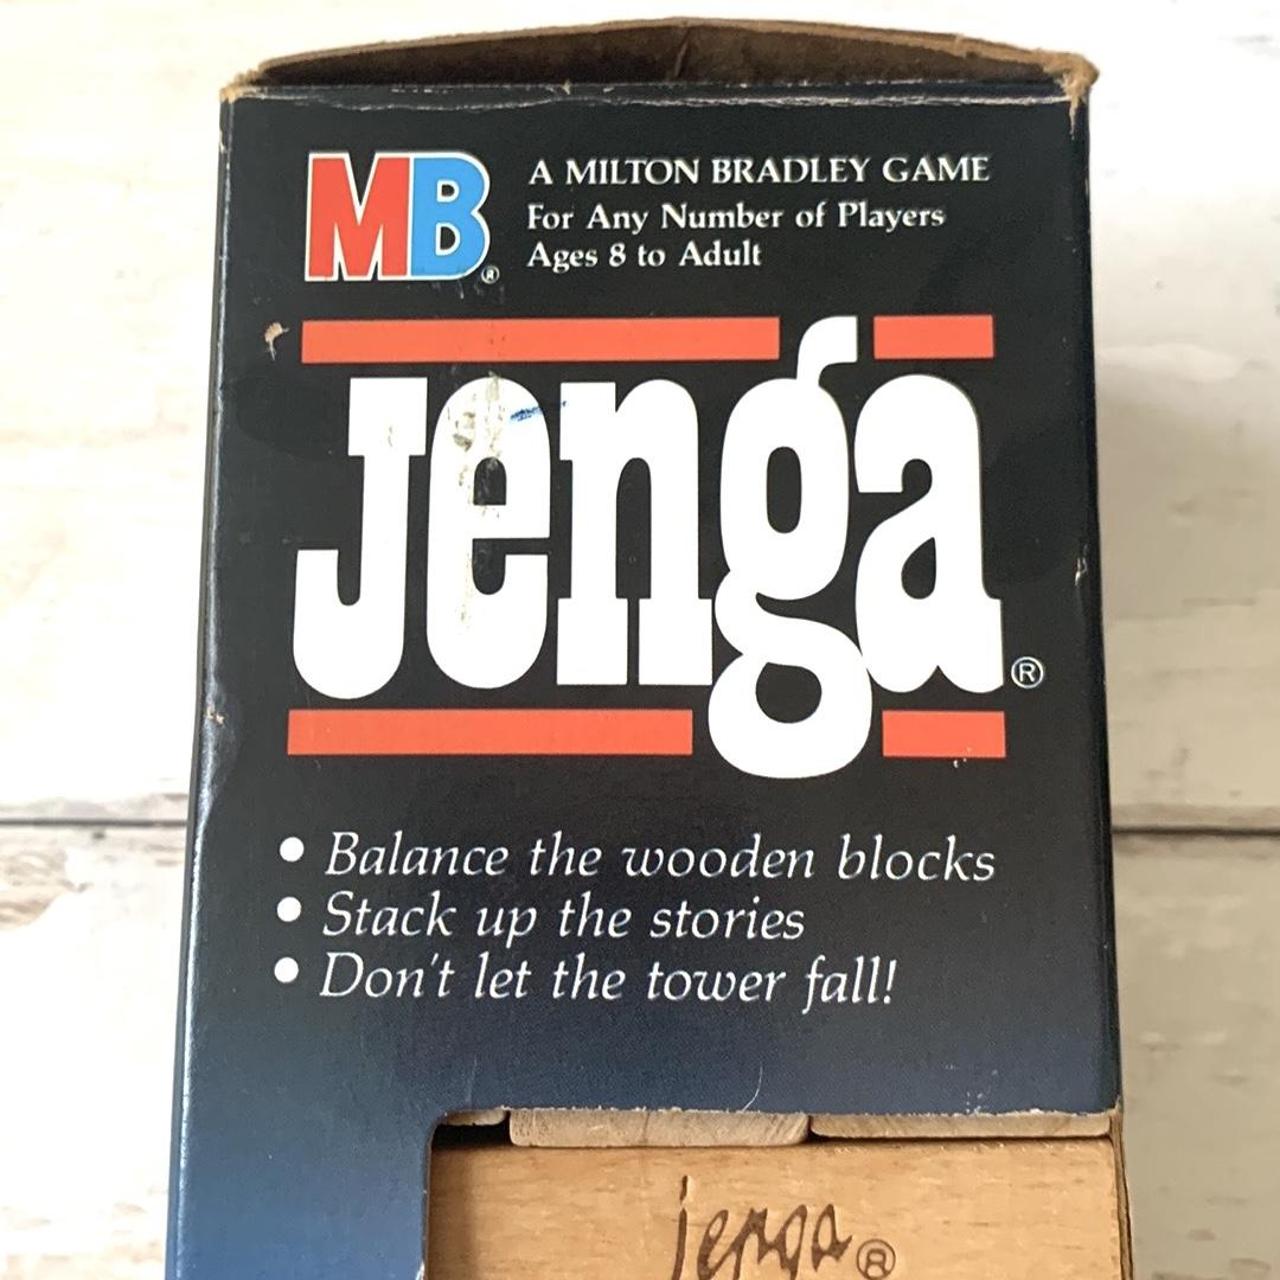 MB®
A MILTON BRADLEY GAME
For Any Number of Players
Ages 8 to Adult
Jenga®
• Balance the wooden blocks
• Stack up the stories
• Don't let the tower fall!
jenga®